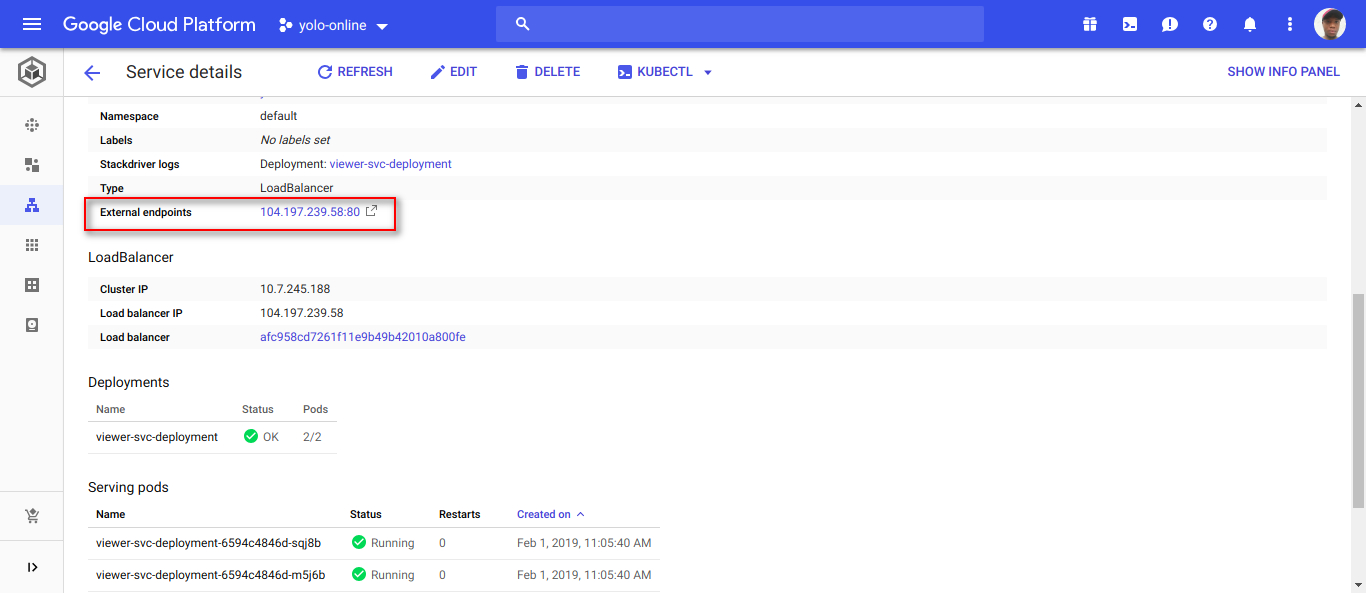 Google Cloud Platform yolo-online
Service details REFRESH EDIT DELETE KUBECTL SHOW INFO PANEL
Namespace default
Labels No labels set
Stackdriver logs Deployment: viewer-svc-deployment
Type LoadBalancer
External endpoints 104.197.239.58:80
LoadBalancer
Cluster IP 10.7.245.188
Load balancer IP 104.197.239.58
Load balancer afc958cd7261f11e9b49b42010a800fe
Deployments
Name Status Pods
viewer-svc-deployment OK 2/2
Serving pods
Name Status Restarts Created on
viewer-svc-deployment-6594c4846d-sqj8b Running 0 Feb 1, 2019, 11:05:40 AM
viewer-svc-deployment-6594c4846d-m5j6b Running 0 Feb 1, 2019, 11:05:40 AM